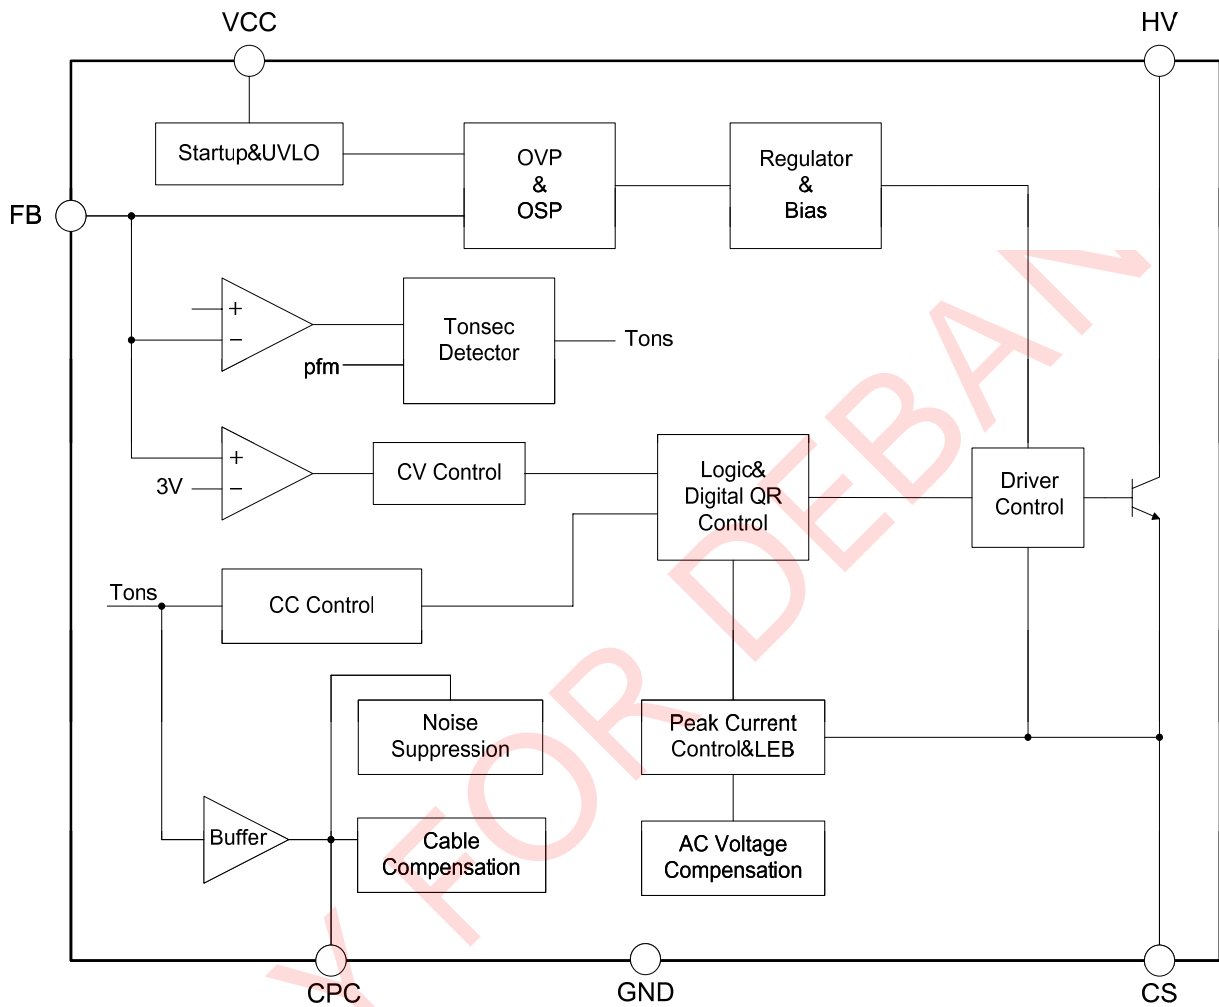 VCC
HV
Startup&UVLO
OVP
&
OSP
Regulator
&
Bias
FB
+
−
Tonsec
Detector
Tons
pfm
+
3V
−
CV Control
Logic&
Digital QR
Control
Driver
Control
Tons
CC Control
Noise
Suppression
Peak Current
Control&LEB
Buffer
Cable
Compensation
AC Voltage
Compensation
CPC
GND
CS
Y FOR DEBAN